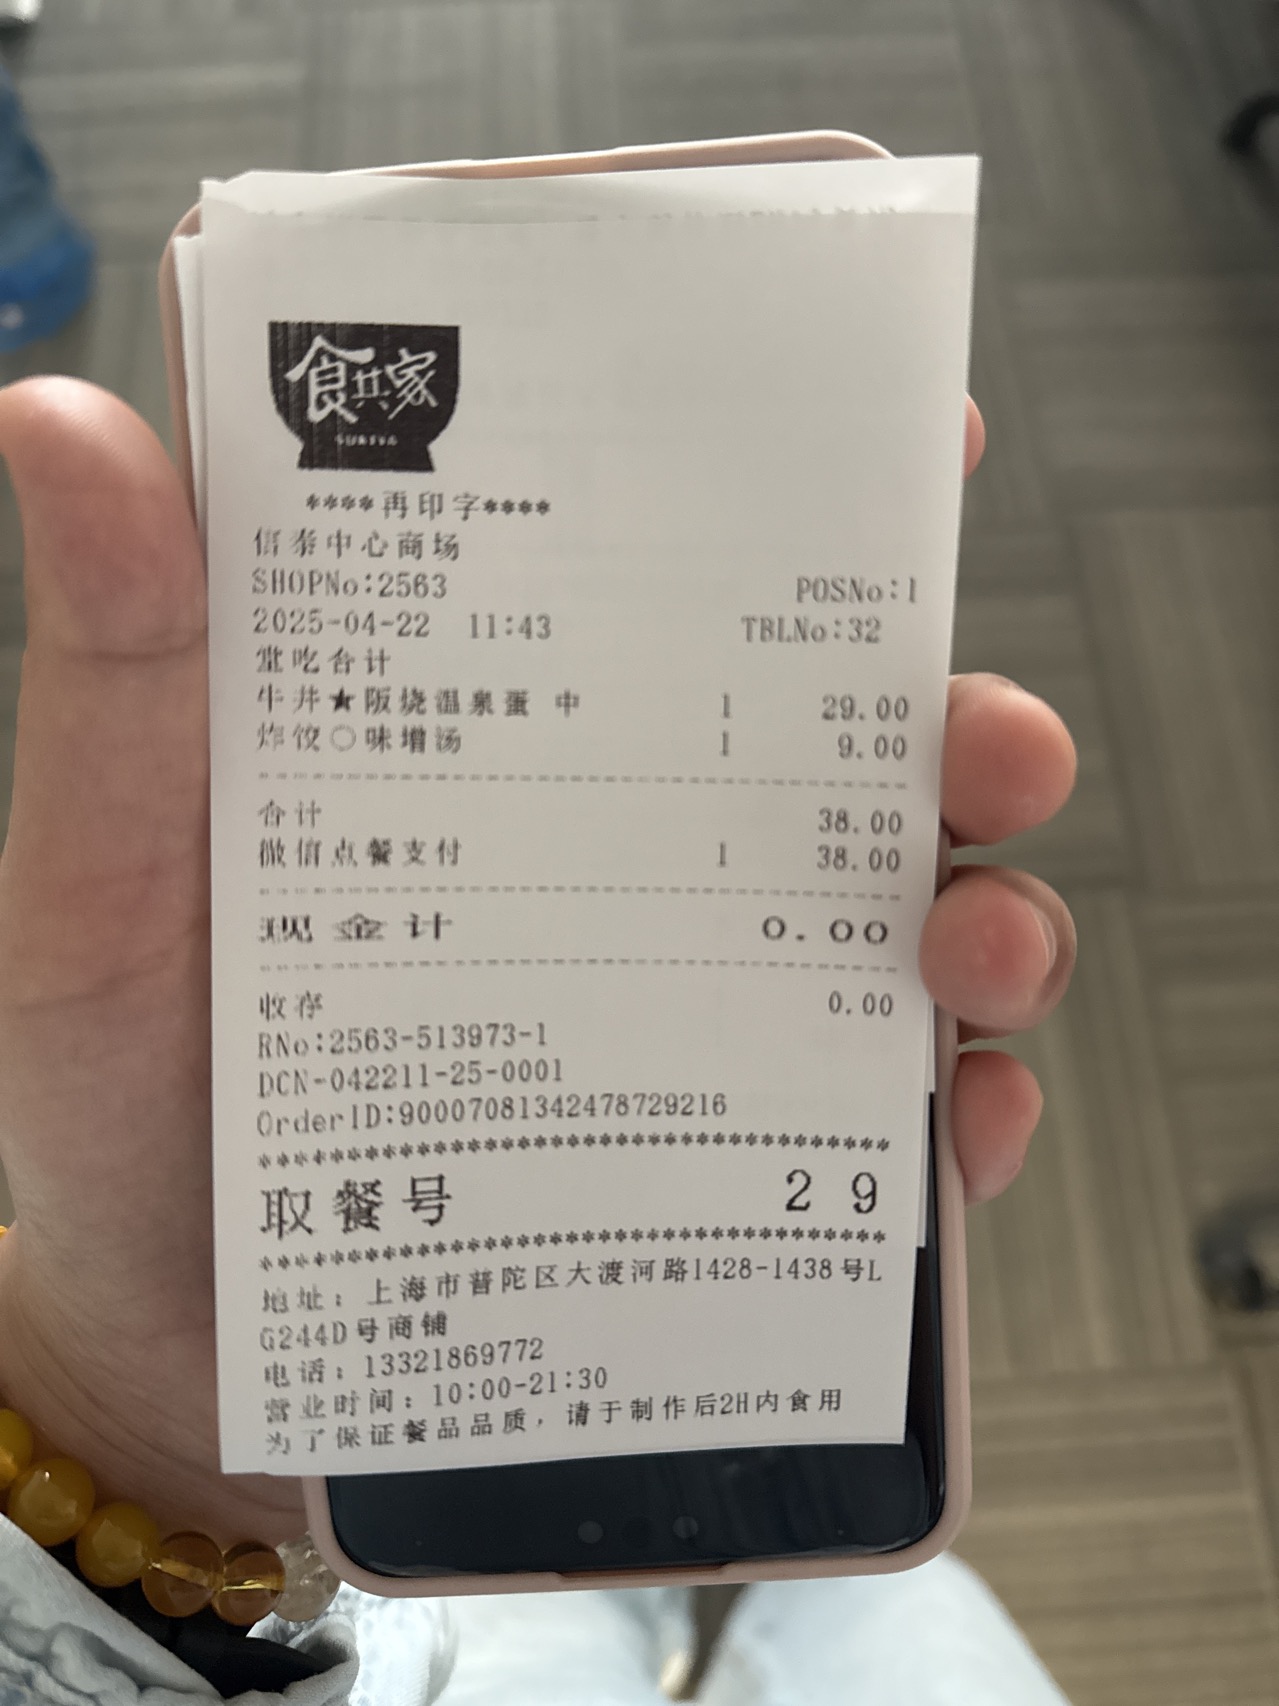 食其家
SUKIYA
****再印字****
信泰中心商场
SHOPNo:2563 POSNo:1
2025-04-22 11:43 TBLNo:32
堂吃合计
牛丼★阪烧温泉蛋 中 1 29.00
炸饺○味增汤 1 9.00
合计 38.00
微信点餐支付 1 38.00
现金计 0.00
收存 0.00
RNo:2563-513973-1
DCN-042211-25-0001
OrderID:90007081342478729216
取餐号 29
地址：上海市普陀区大渡河路1428-1438号L
G244D号商铺
电话：13321869772
营业时间：10:00-21:30
为了保证餐品品质，请于制作后2H内食用